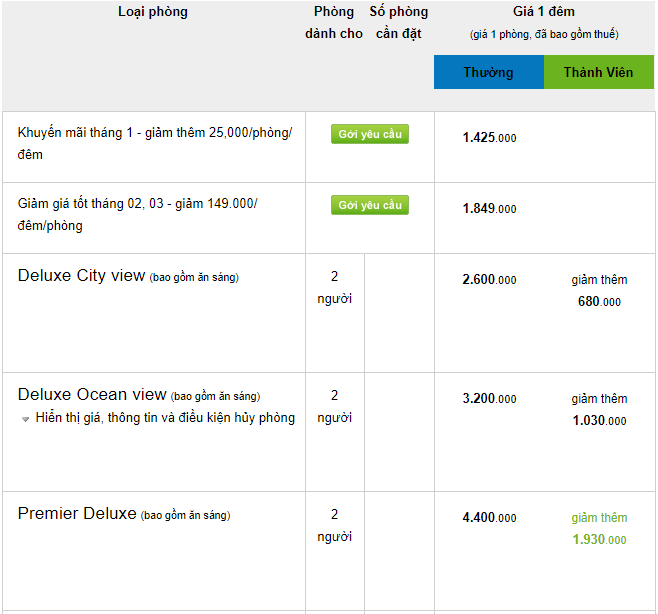 Loại phòng
Phòng dành cho
Số phòng cần đặt
Giá 1 đêm
(giá 1 phòng, đã bao gồm thuế)
Thường
Thành Viên
Khuyến mãi tháng 1 - giảm thêm 25,000/phòng/
đêm
Gởi yêu cầu
1.425.000
Giảm giá tốt tháng 02, 03 - giảm 149.000/
đêm/phòng
Gởi yêu cầu
1.849.000
Deluxe City view (bao gồm ăn sáng)
2
người
2.600.000
giảm thêm
680.000
Deluxe Ocean view (bao gồm ăn sáng)
Hiển thị giá, thông tin và điều kiện hủy phòng
2
người
3.200.000
giảm thêm
1.030.000
Premier Deluxe (bao gồm ăn sáng)
2
người
4.400.000
giảm thêm
1.930.000